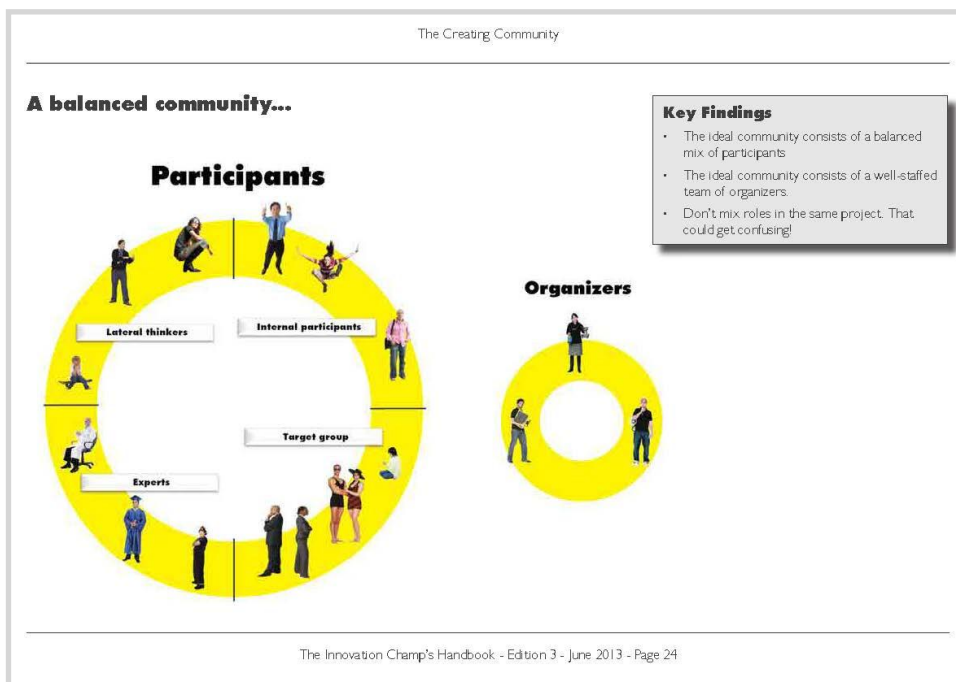 The Creating Community
A balanced community...
Key Findings
• The ideal community consists of a balanced
mix of participants
• The ideal community consists of a well-staffed
team of organizers.
• Don't mix roles in the same project. That
could get confusing!
Participants
Lateral thinkers
Internal participants
Target group
Experts
Organizers
The Innovation Champ's Handbook - Edition 3 - June 2013 - Page 24